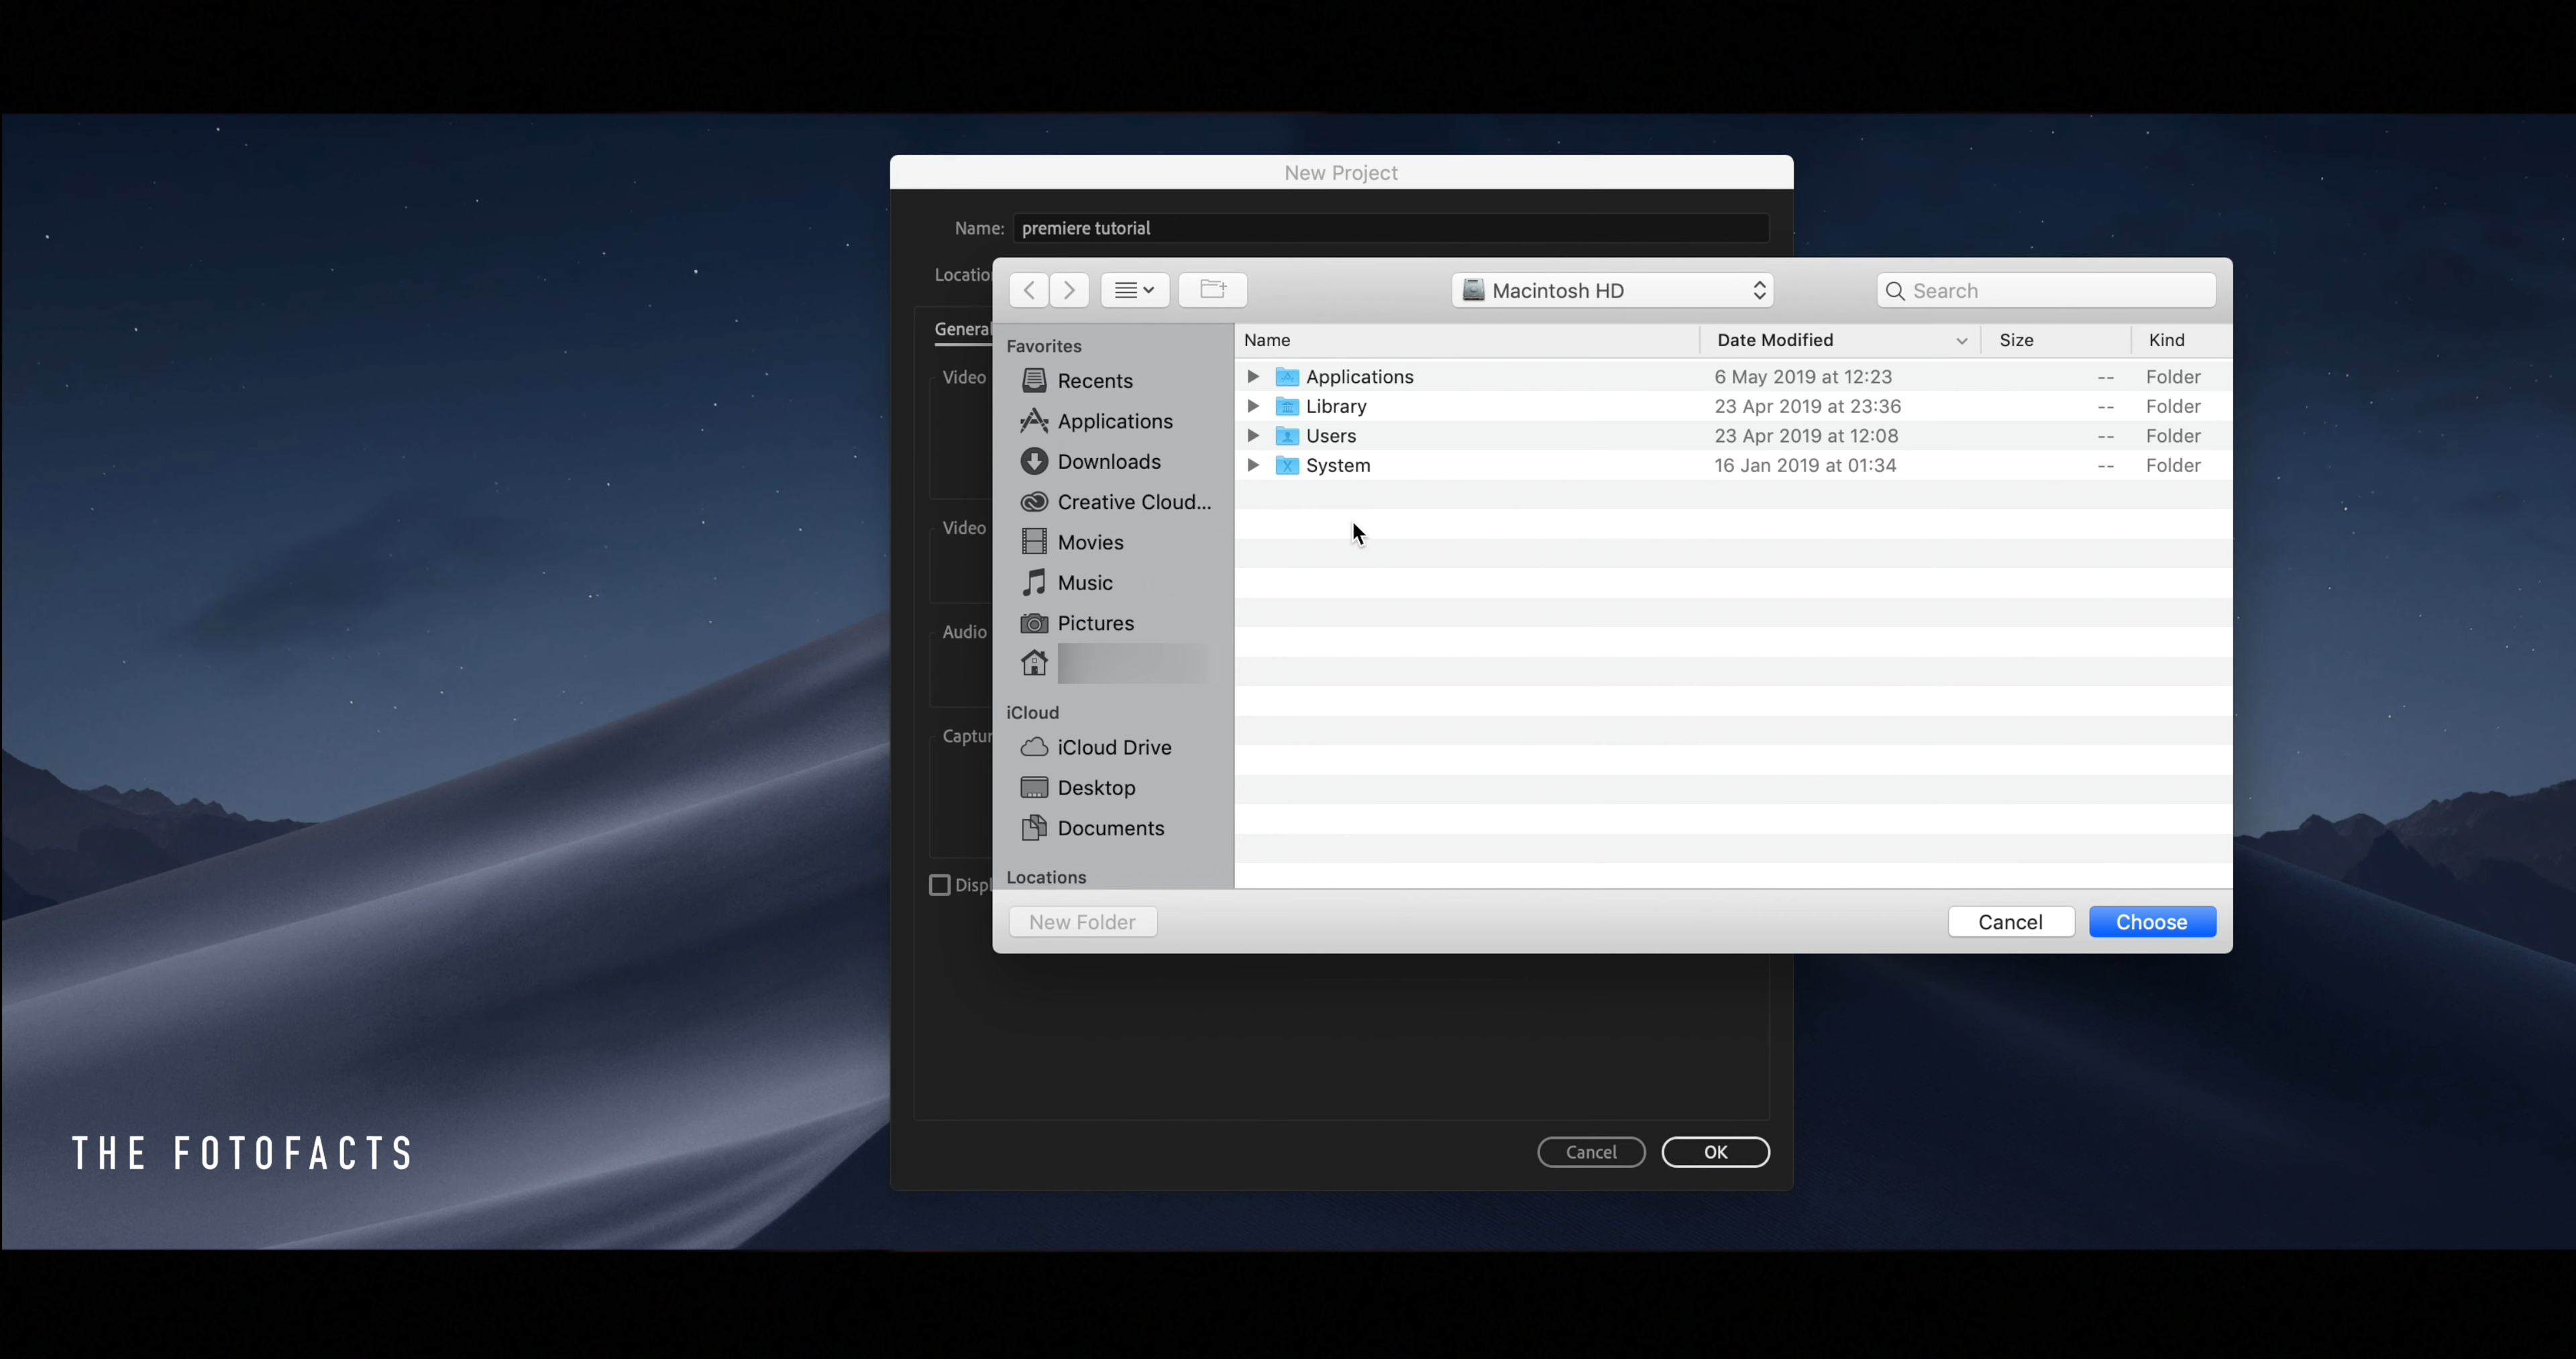 New Project
Name: premiere tutorial
Locatio
Macintosh HD
Search
General
Favorites
Name Date Modified Size Kind
Video
Recents
Applications 6 May 2019 at 12:23 -- Folder
Applications
Library 23 Apr 2019 at 23:36 -- Folder
Downloads
Users 23 Apr 2019 at 12:08 -- Folder
System 16 Jan 2019 at 01:34 -- Folder
Creative Cloud...
Video
Movies
Music
Pictures
Audio
iCloud
Captur
iCloud Drive
Desktop
Documents
Locations
Displ
New Folder Cancel Choose
Cancel OK
THE FOTOFACTS